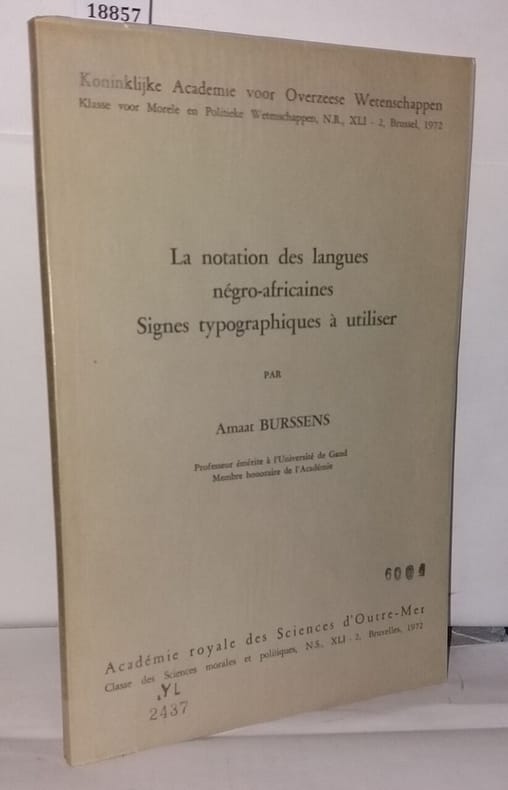 18857
Koninklijke Academie voor Overzeese Wetenschappen
Klasse voor Morele en Politieke Wetenschappen, N.R., XLI - 2, Brussel, 1972
La notation des langues
négro-africaines
Signes typographiques à utiliser
PAR
Amaat BURSSENS
Professeur émérite à l'Université de Gand
Membre honoraire de l'Académie
6001
Académie royale des Sciences d'Outre-Mer
Classe des Sciences morales et politiques, N.S., XLI - 2, Bruxelles, 1972
.YL
2437